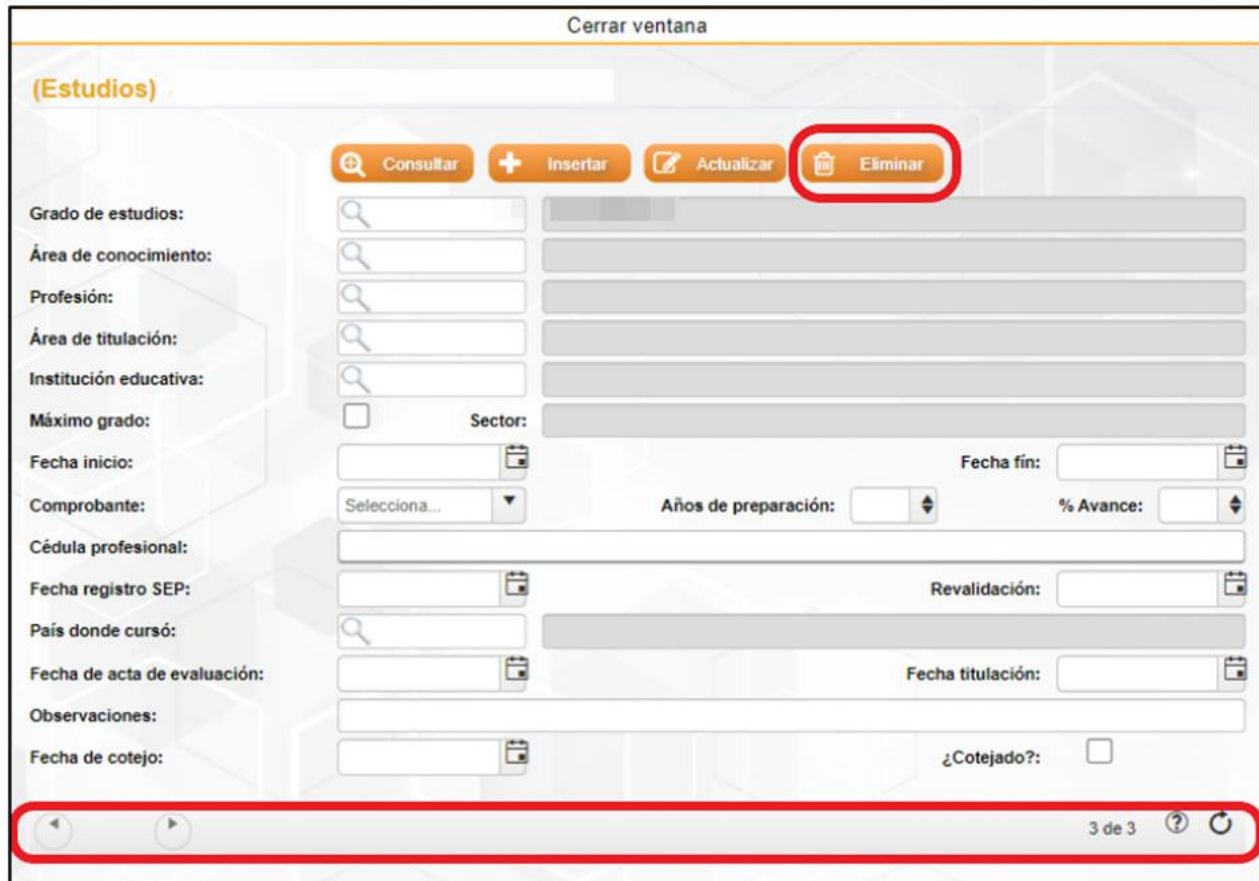 Cerrar ventana
(Estudios)
Consultar Insertar Actualizar Eliminar
Grado de estudios:
Área de conocimiento:
Profesión:
Área de titulación:
Institución educativa:
Máximo grado: Sector:
Fecha inicio: Fecha fín:
Comprobante: Selecciona... Años de preparación: % Avance:
Cédula profesional:
Fecha registro SEP: Revalidación:
País donde cursó:
Fecha de acta de evaluación: Fecha titulación:
Observaciones:
Fecha de cotejo: ¿Cotejado?:
3 de 3